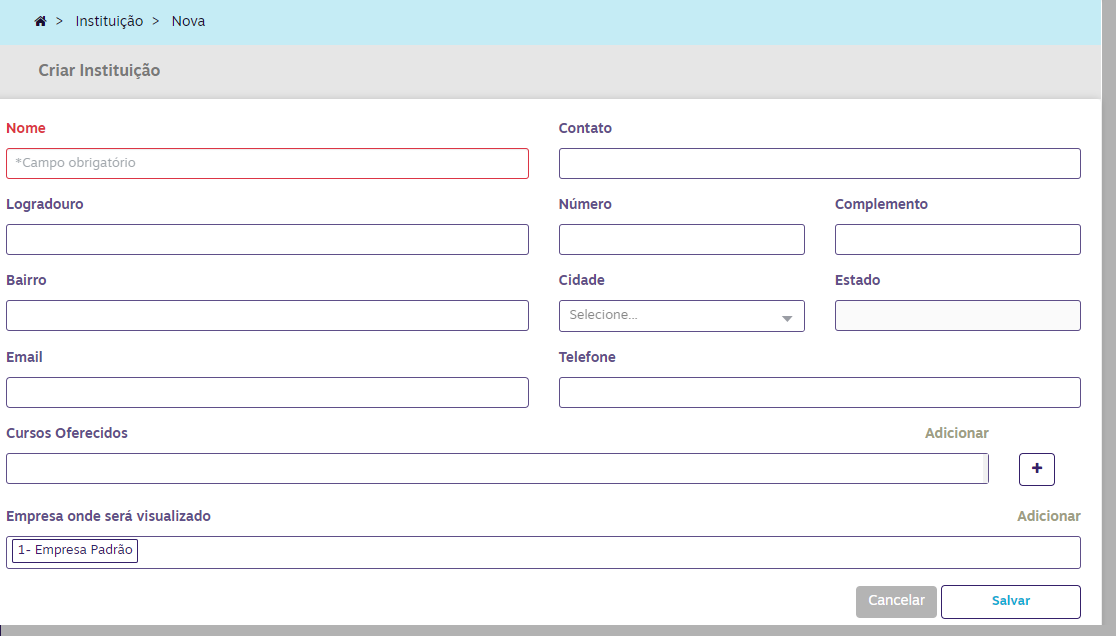 > Instituição > Nova
Criar Instituição
Nome Contato
*Campo obrigatório
Logradouro Número Complemento
Bairro Cidade Estado
Selecione...
Email Telefone
Cursos Oferecidos Adicionar
+
Empresa onde será visualizado Adicionar
1- Empresa Padrão
Cancelar Salvar